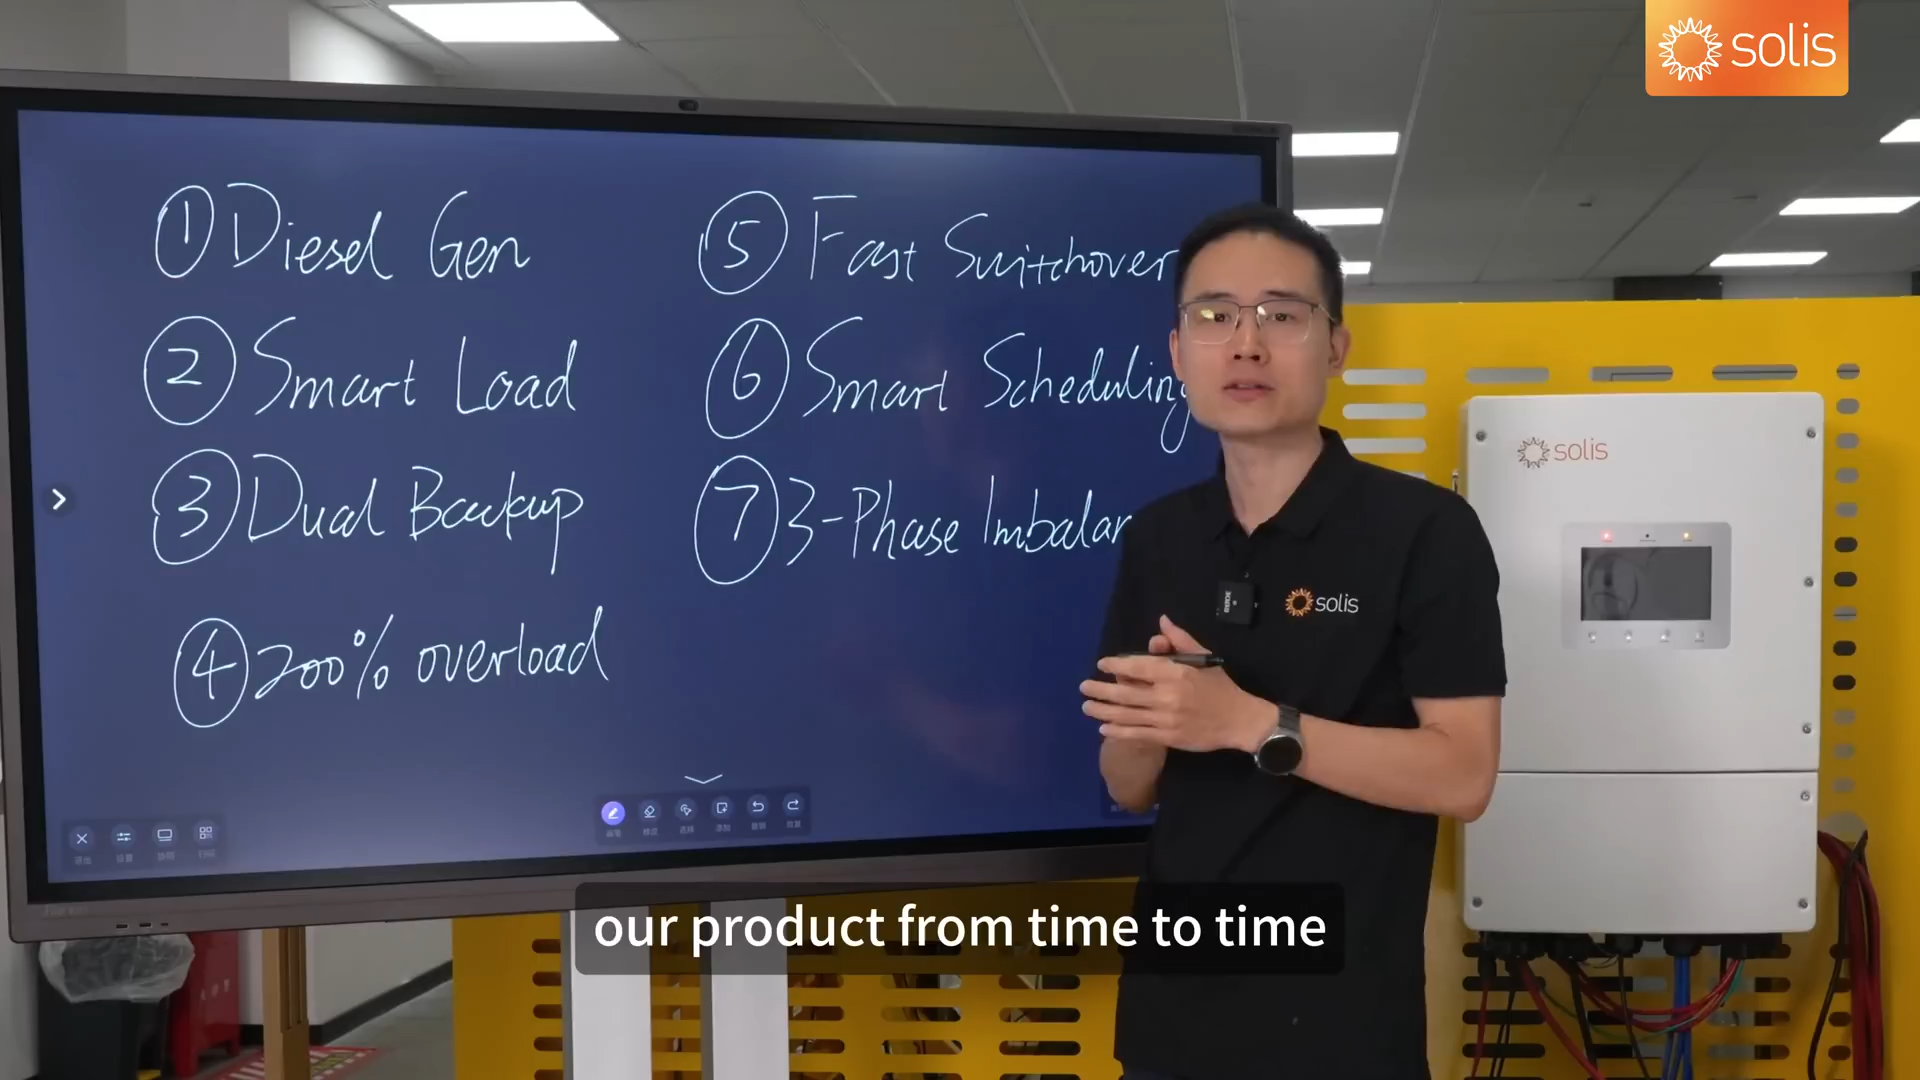 solis
① Diesel Gen
② Smart Load
③ Dual Backup
④ 200% overload
⑤ Fast Switchover
⑥ Smart Scheduling
⑦ 3-Phase Imbalan
solis
solis
our product from time to time